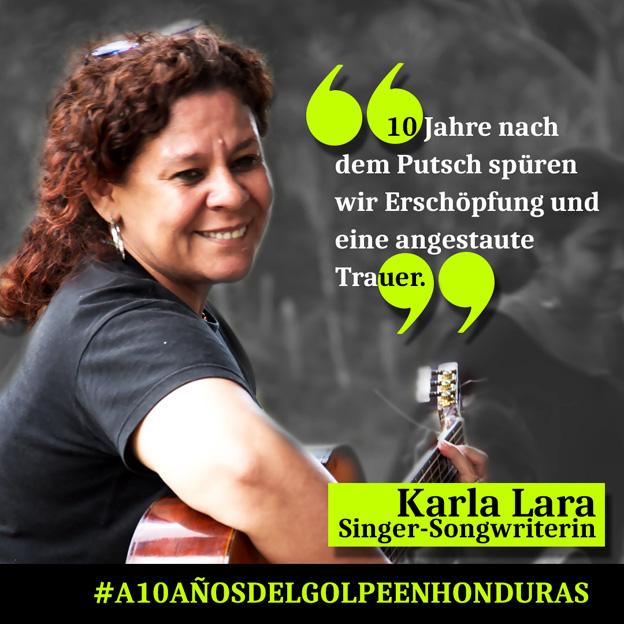 “10 Jahre nach
dem Putsch spüren
wir Erschöpfung und
eine angestaute
Trauer.”
Karla Lara
Singer-Songwriterin
#A10AÑOSDELGOLPEENHONDURAS